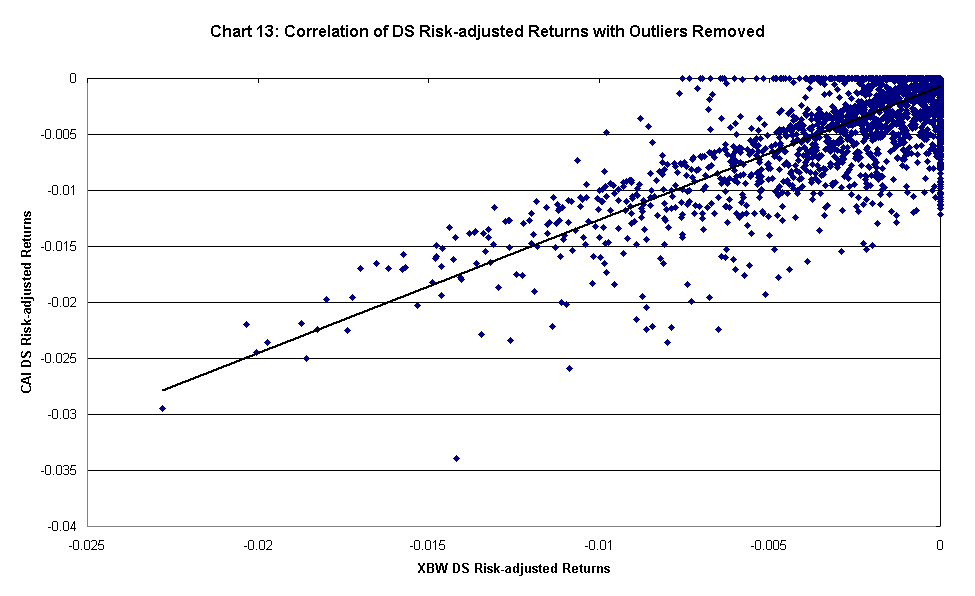 Chart 13: Correlation of DS Risk-adjusted Returns with Outliers Removed
0
-0.005
-0.01
-0.015
-0.02
-0.025
-0.03
-0.035
-0.04
CAI DS Risk-adjusted Returns
-0.025 -0.02 -0.015 -0.01 -0.005 0
XBW DS Risk-adjusted Returns